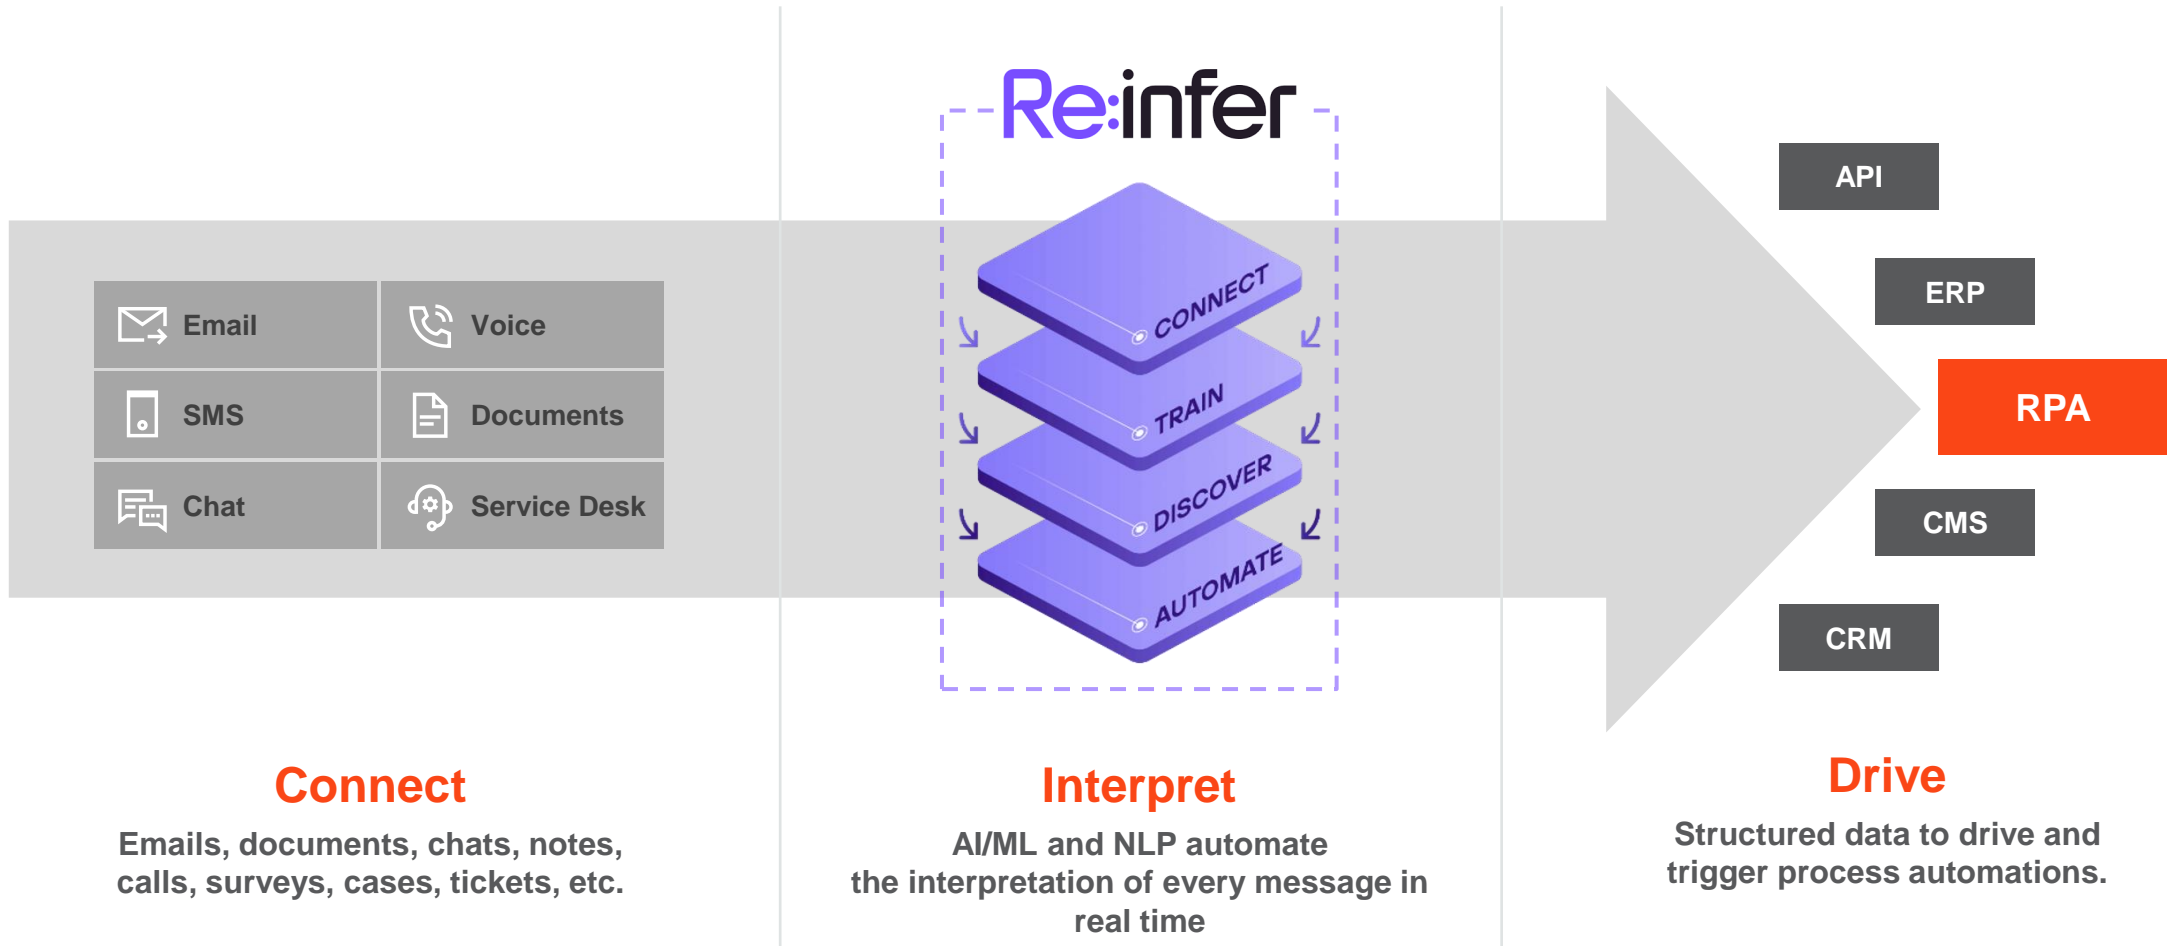 Email
Voice
SMS
Documents
Chat
Service Desk
Connect
Emails, documents, chats, notes,
calls, surveys, cases, tickets, etc.
Re:infer
CONNECT
TRAIN
DISCOVER
AUTOMATE
Interpret
AI/ML and NLP automate
the interpretation of every message in
real time
API
ERP
RPA
CMS
CRM
Drive
Structured data to drive and
trigger process automations.